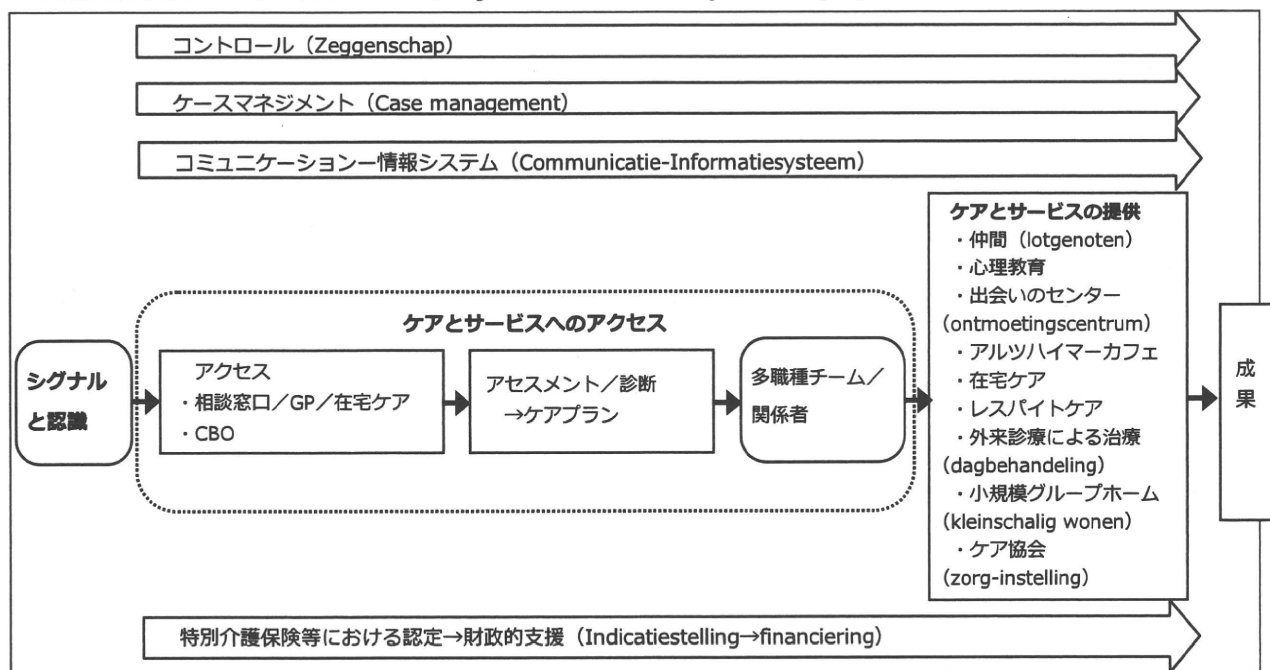 コントロール（Zeggenschap）
ケースマネジメント（Case management）
コミュニケーションー情報システム（Communicatie-Informatiesysteem）
シグナル
と認識
ケアとサービスへのアクセス
アクセス
・相談窓口／GP／在宅ケア
・CBO
アセスメント／診断
→ケアプラン
多職種チーム／
関係者
ケアとサービスの提供
・仲間（lotgenoten）
・心理教育
・出会いのセンター
(ontmoetingscentrum)
・アルツハイマーカフェ
・在宅ケア
・レスパイトケア
・外来診療による治療
(dagbehandeling)
・小規模グループホーム
(kleinschalig wonen)
・ケア協会
(zorg-instelling)
成
果
特別介護保険等における認定→財政的支援（Indicatiestelling→financiering）